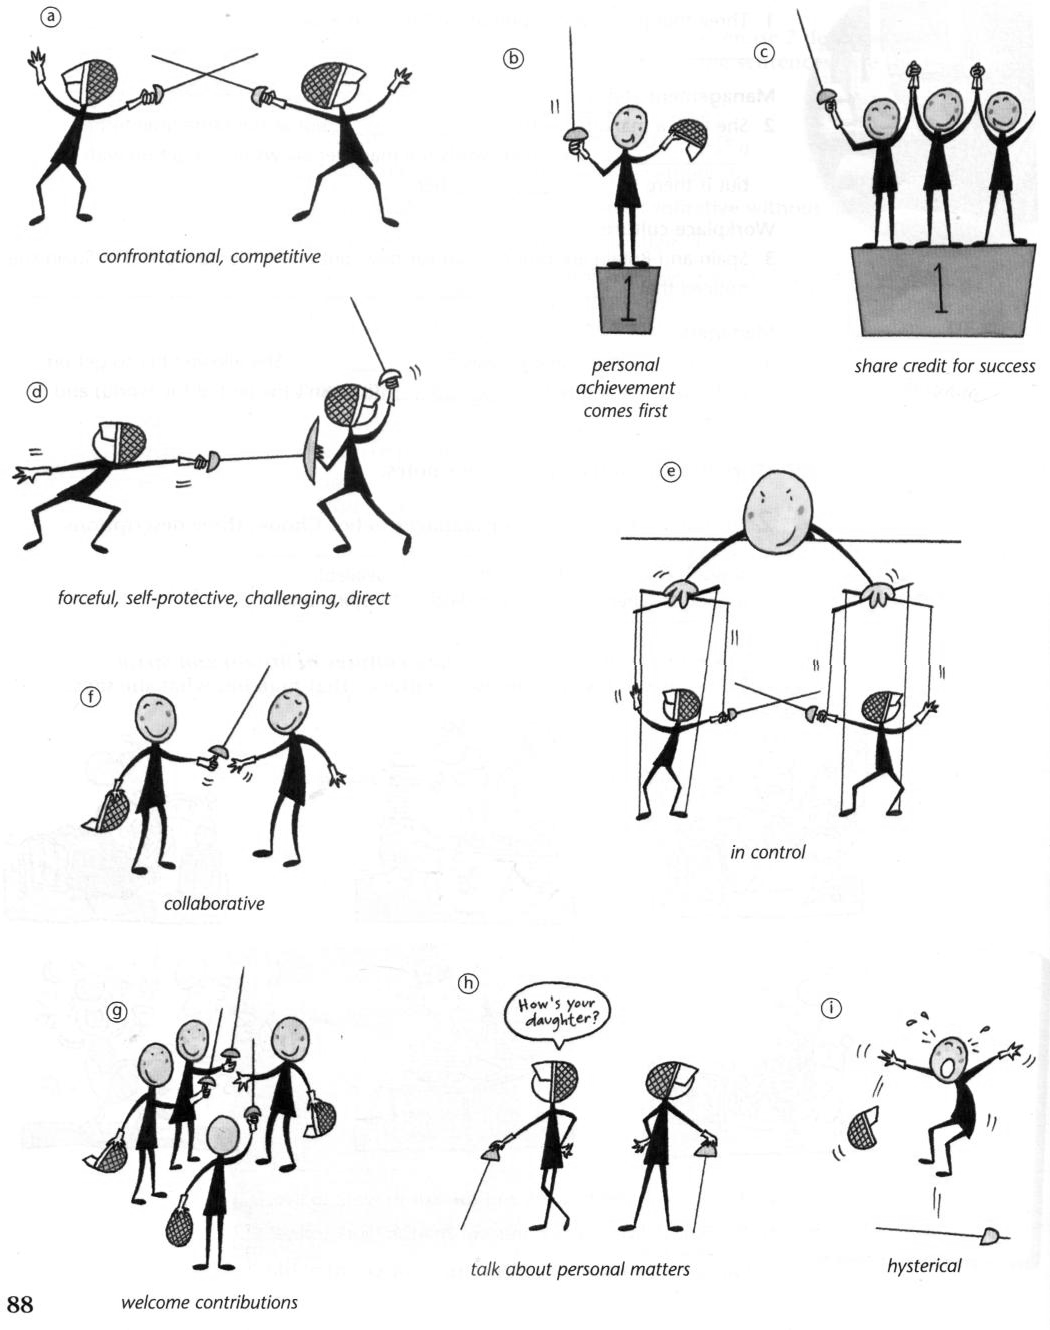 a
confrontational, competitive
b
1
personal
achievement
comes first
c
1
share credit for success
d
forceful, self-protective, challenging, direct
e
in control
f
collaborative
g
welcome contributions
h
How's your
daughter?
talk about personal matters
i
hysterical
88